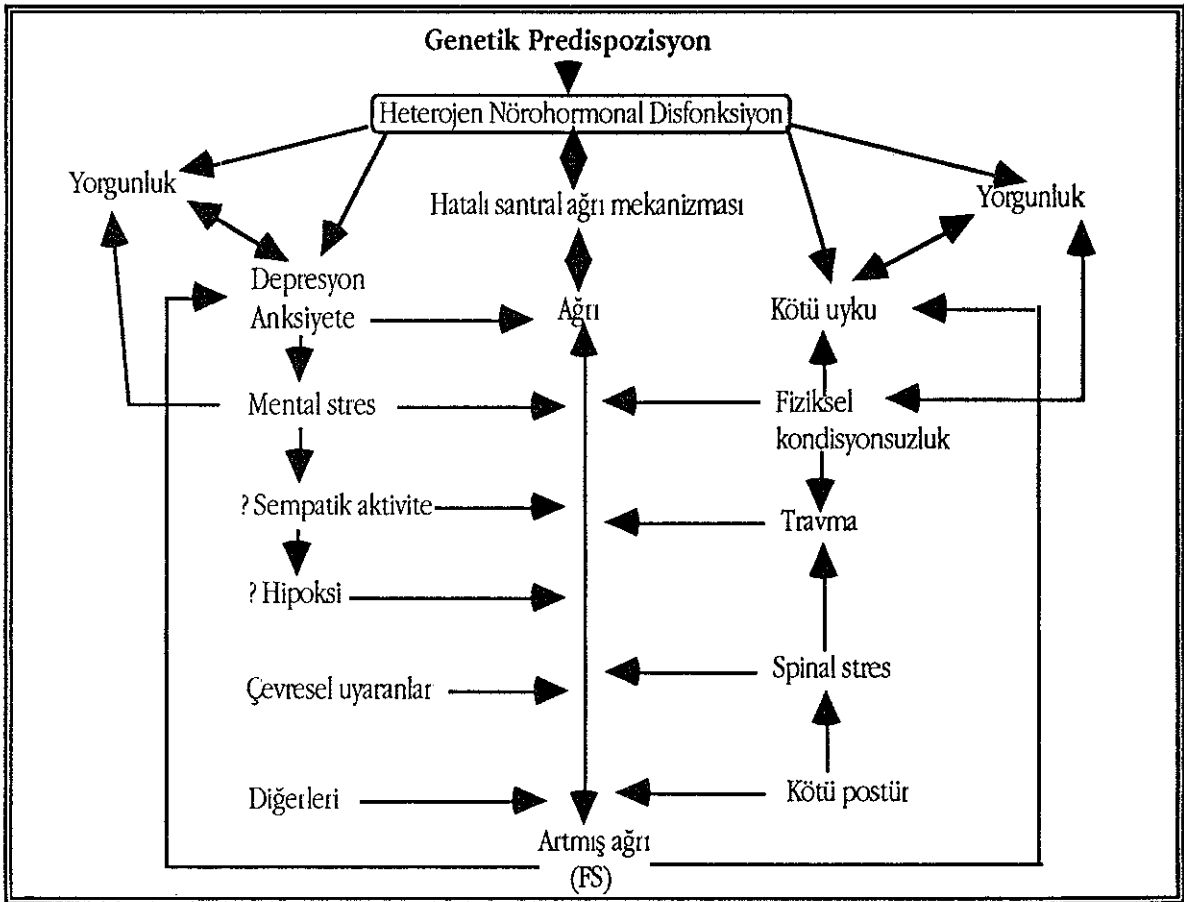 Genetik Predispozisyon
Heterojen Nörohormonal Disfonksiyon
Yorgunluk
Hatalı santral ağrı mekanizması
Yorgunluk
Depresyon
Anksiyete
Ağrı
Kötü uyku
Mental stres
Fiziksel
kondisyonsuzluk
? Sempatik aktivite
Travma
? Hipoksi
Çevresel uyaranlar
Spinal stres
Diğerleri
Kötü postür
Artmış ağrı
(FS)